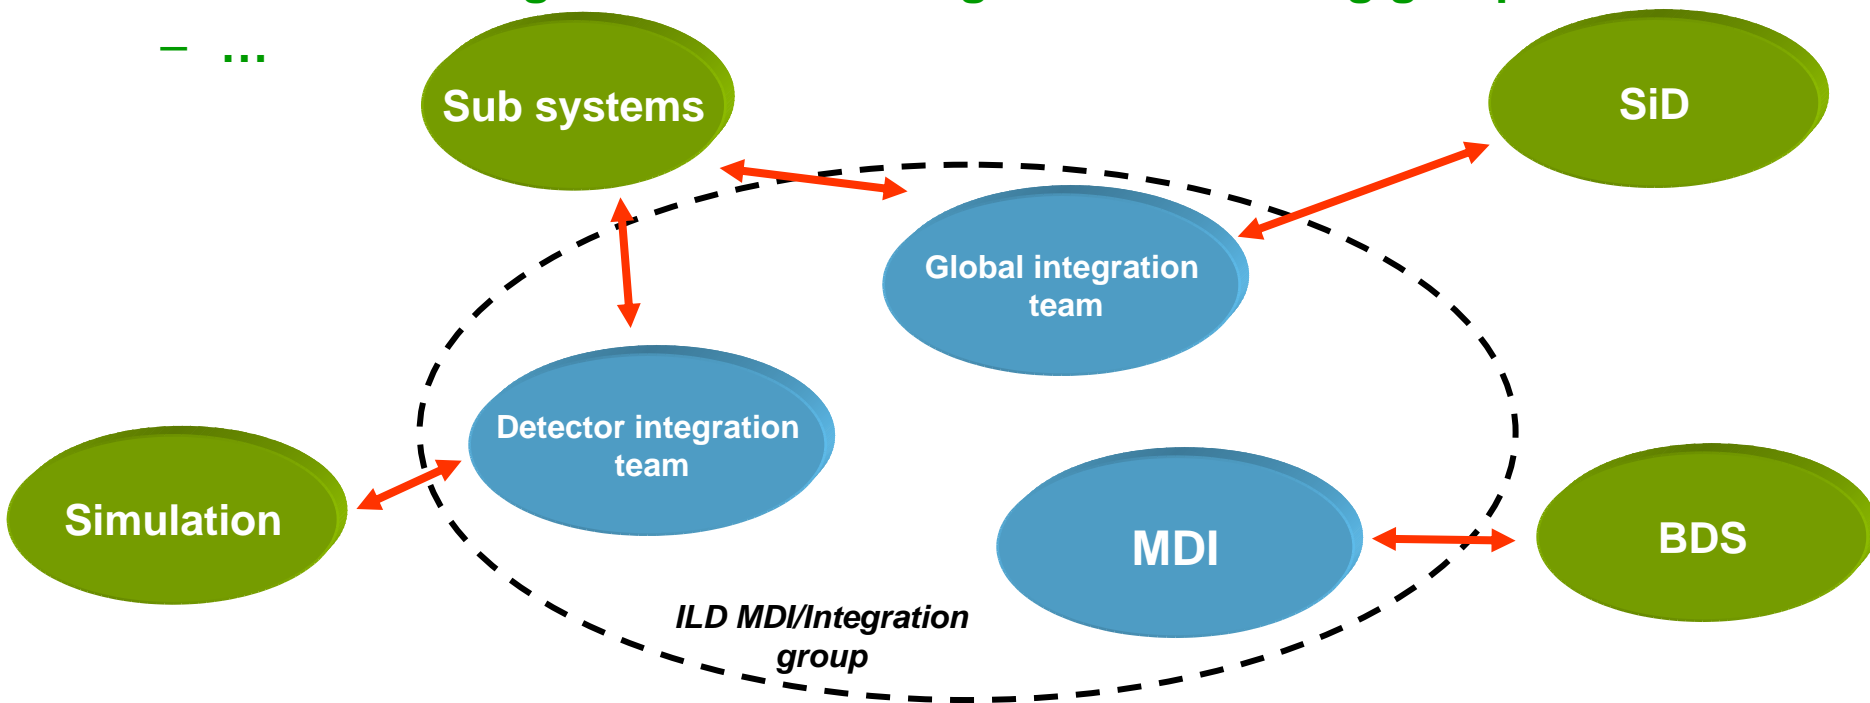 – ...
Sub systems
SiD
Global integration
team
Detector integration
team
Simulation
MDI
BDS
ILD MDI/Integration
group